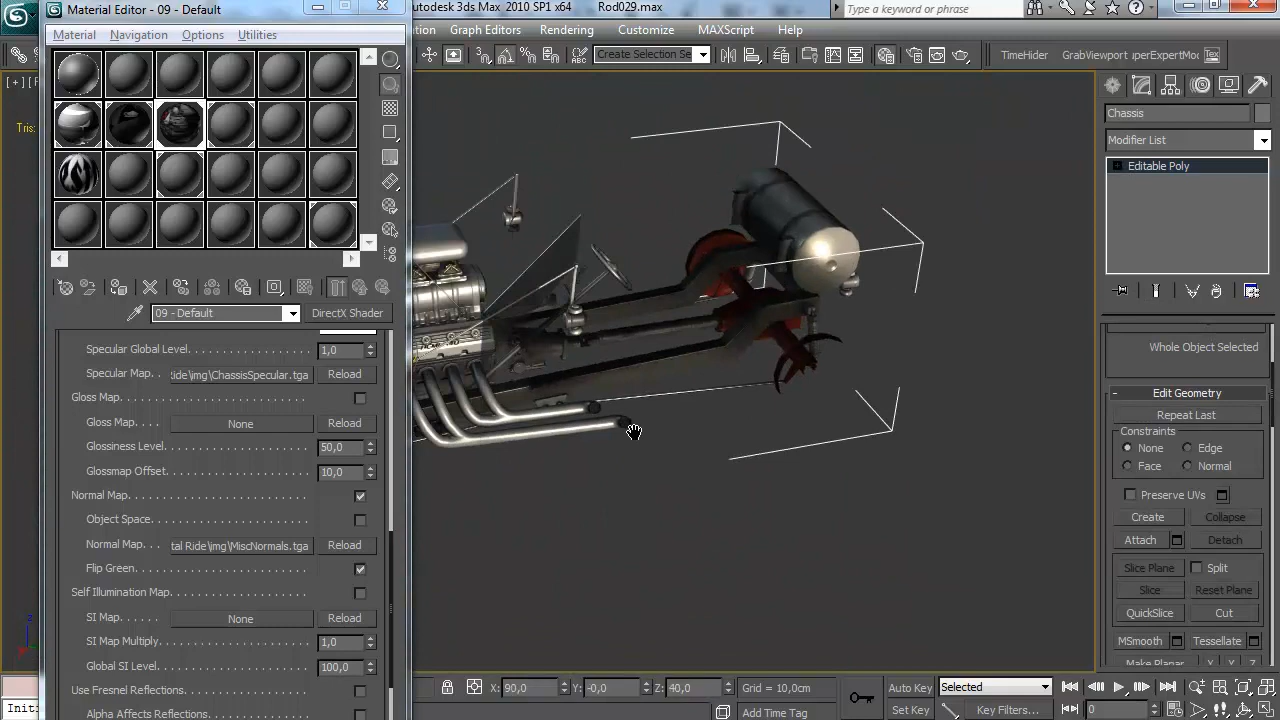 Material Editor - 09 - Default
Autodesk 3ds Max 2010 SP1 x64
Rod029.max
Type a keyword or phrase
Material
Navigation
Options
Utilities
Graph Editors
Rendering
Customize
MAXScript
Help
Create Selection Se
TimeHider
GrabViewport
iperExpertMo
Tex
[ + ] [
Tris:
Chassis
Modifier List
Editable Poly
09 - Default
DirectX Shader
Specular Global Level
1,0
Specular Map
ide\img\ChassisSpecular.tga
Reload
Gloss Map
Gloss Map
None
Reload
Glossiness Level
50,0
Glossmap Offset
10,0
Normal Map
Object Space
Normal Map
tal Ride\img\MiscNormals.tga
Reload
Flip Green
Self Illumination Map
SI Map
None
Reload
SI Map Multiply
1,0
Global SI Level
100,0
Use Fresnel Reflections
Alpha Affects Reflections
Whole Object Selected
- Edit Geometry
Repeat Last
Constraints
None
Edge
Face
Normal
Preserve UVs
Create
Collapse
Attach
Detach
Slice Plane
Split
Slice
Reset Plane
QuickSlice
Cut
MSmooth
Tessellate
Make Planar
X
Y
Z
X: 90,0
Y: -0,0
Z: 40,0
Grid = 10,0cm
Add Time Tag
Auto Key
Selected
Set Key
Key Filters...
0